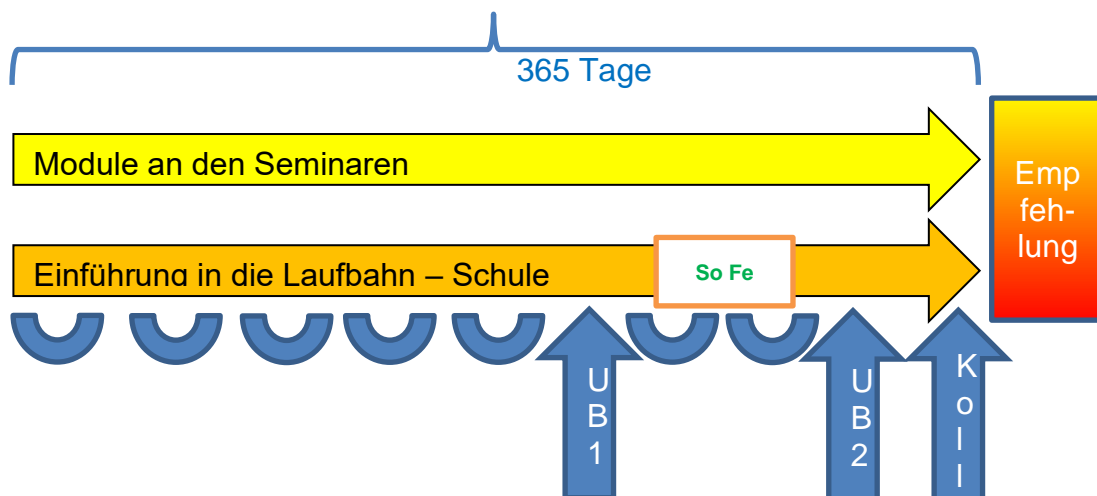 365 Tage
Module an den Seminaren
Emp
feh-
lung
Einführung in die Laufbahn – Schule
So Fe
U
B
1
U
B
2
K
o
l
l